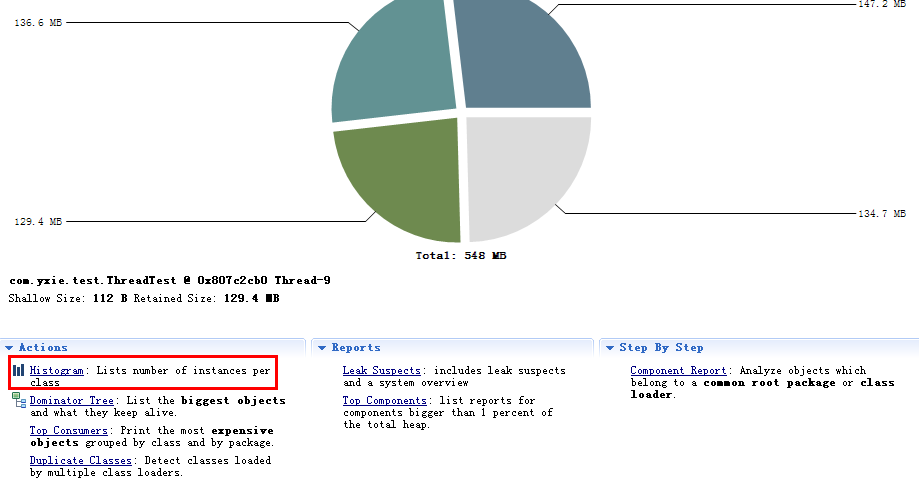 147.2 MB
136.6 MB
134.7 MB
129.4 MB
Total: 548 MB
com.yxie.test.ThreadTest @ 0x807c2cb0 Thread-9
Shallow Size: 112 B Retained Size: 129.4 MB
Actions
Histogram: Lists number of instances per
class
Dominator Tree: List the biggest objects
and what they keep alive.
Top Consumers: Print the most expensive
objects grouped by class and by package.
Duplicate Classes: Detect classes loaded
by multiple class loaders.
Reports
Leak Suspects: includes leak suspects
and a system overview
Top Components: list reports for
components bigger than 1 percent of
the total heap.
Step By Step
Component Report: Analyze objects which
belong to a common root package or class
loader.